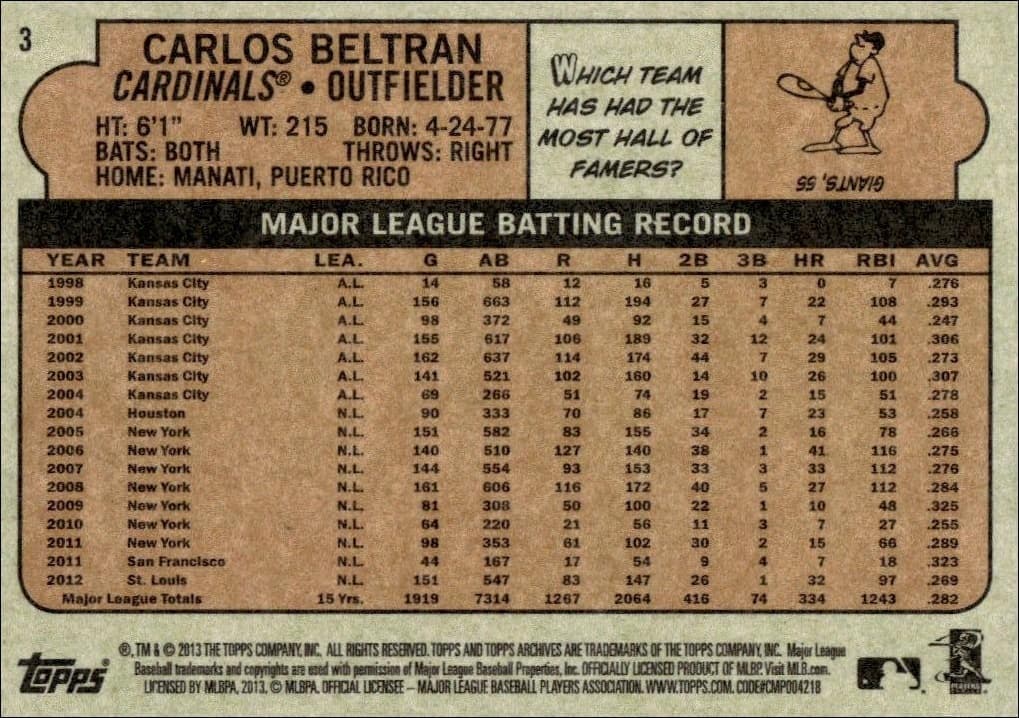 3
CARLOS BELTRAN
CARDINALS® • OUTFIELDER
HT: 6'1" WT: 215 BORN: 4-24-77
BATS: BOTH THROWS: RIGHT
HOME: MANATI, PUERTO RICO
WHICH TEAM
HAS HAD THE
MOST HALL OF
FAMERS?
GIANTS, 55
MAJOR LEAGUE BATTING RECORD
YEAR TEAM LEA. G AB R H 2B 3B HR RBI AVG
1998 Kansas City A.L. 14 58 12 16 5 3 0 7 .276
1999 Kansas City A.L. 156 663 112 194 27 7 22 108 .293
2000 Kansas City A.L. 98 372 49 92 15 4 7 44 .247
2001 Kansas City A.L. 155 617 106 189 32 12 24 101 .306
2002 Kansas City A.L. 162 637 114 174 44 7 29 105 .273
2003 Kansas City A.L. 141 521 102 160 14 10 26 100 .307
2004 Kansas City A.L. 69 266 51 74 19 2 15 51 .278
2004 Houston N.L. 90 333 70 86 17 7 23 53 .258
2005 New York N.L. 151 582 83 155 34 2 16 78 .266
2006 New York N.L. 140 510 127 140 38 1 41 116 .275
2007 New York N.L. 144 554 93 153 33 3 33 112 .276
2008 New York N.L. 161 606 116 172 40 5 27 112 .284
2009 New York N.L. 81 308 50 100 22 1 10 48 .325
2010 New York N.L. 64 220 21 56 11 3 7 27 .255
2011 New York N.L. 98 353 61 102 30 2 15 66 .289
2011 San Francisco N.L. 44 167 17 54 9 4 7 18 .323
2012 St. Louis N.L. 151 547 83 147 26 1 32 97 .269
Major League Totals 15 Yrs. 1919 7314 1267 2064 416 74 334 1243 .282
®, TM & © 2013 THE TOPPS COMPANY, INC. ALL RIGHTS RESERVED. TOPPS AND TOPPS ARCHIVES ARE TRADEMARKS OF THE TOPPS COMPANY, INC. Major League
Baseball trademarks and copyrights are used with permission of Major League Baseball Properties, Inc. OFFICIALLY LICENSED PRODUCT OF MLBP. Visit MLB.com.
LICENSED BY MLBPA, 2013. © MLBPA. OFFICIAL LICENSEE – MAJOR LEAGUE BASEBALL PLAYERS ASSOCIATION. WWW.TOPPS.COM. CODE#CMP004218
Topps®